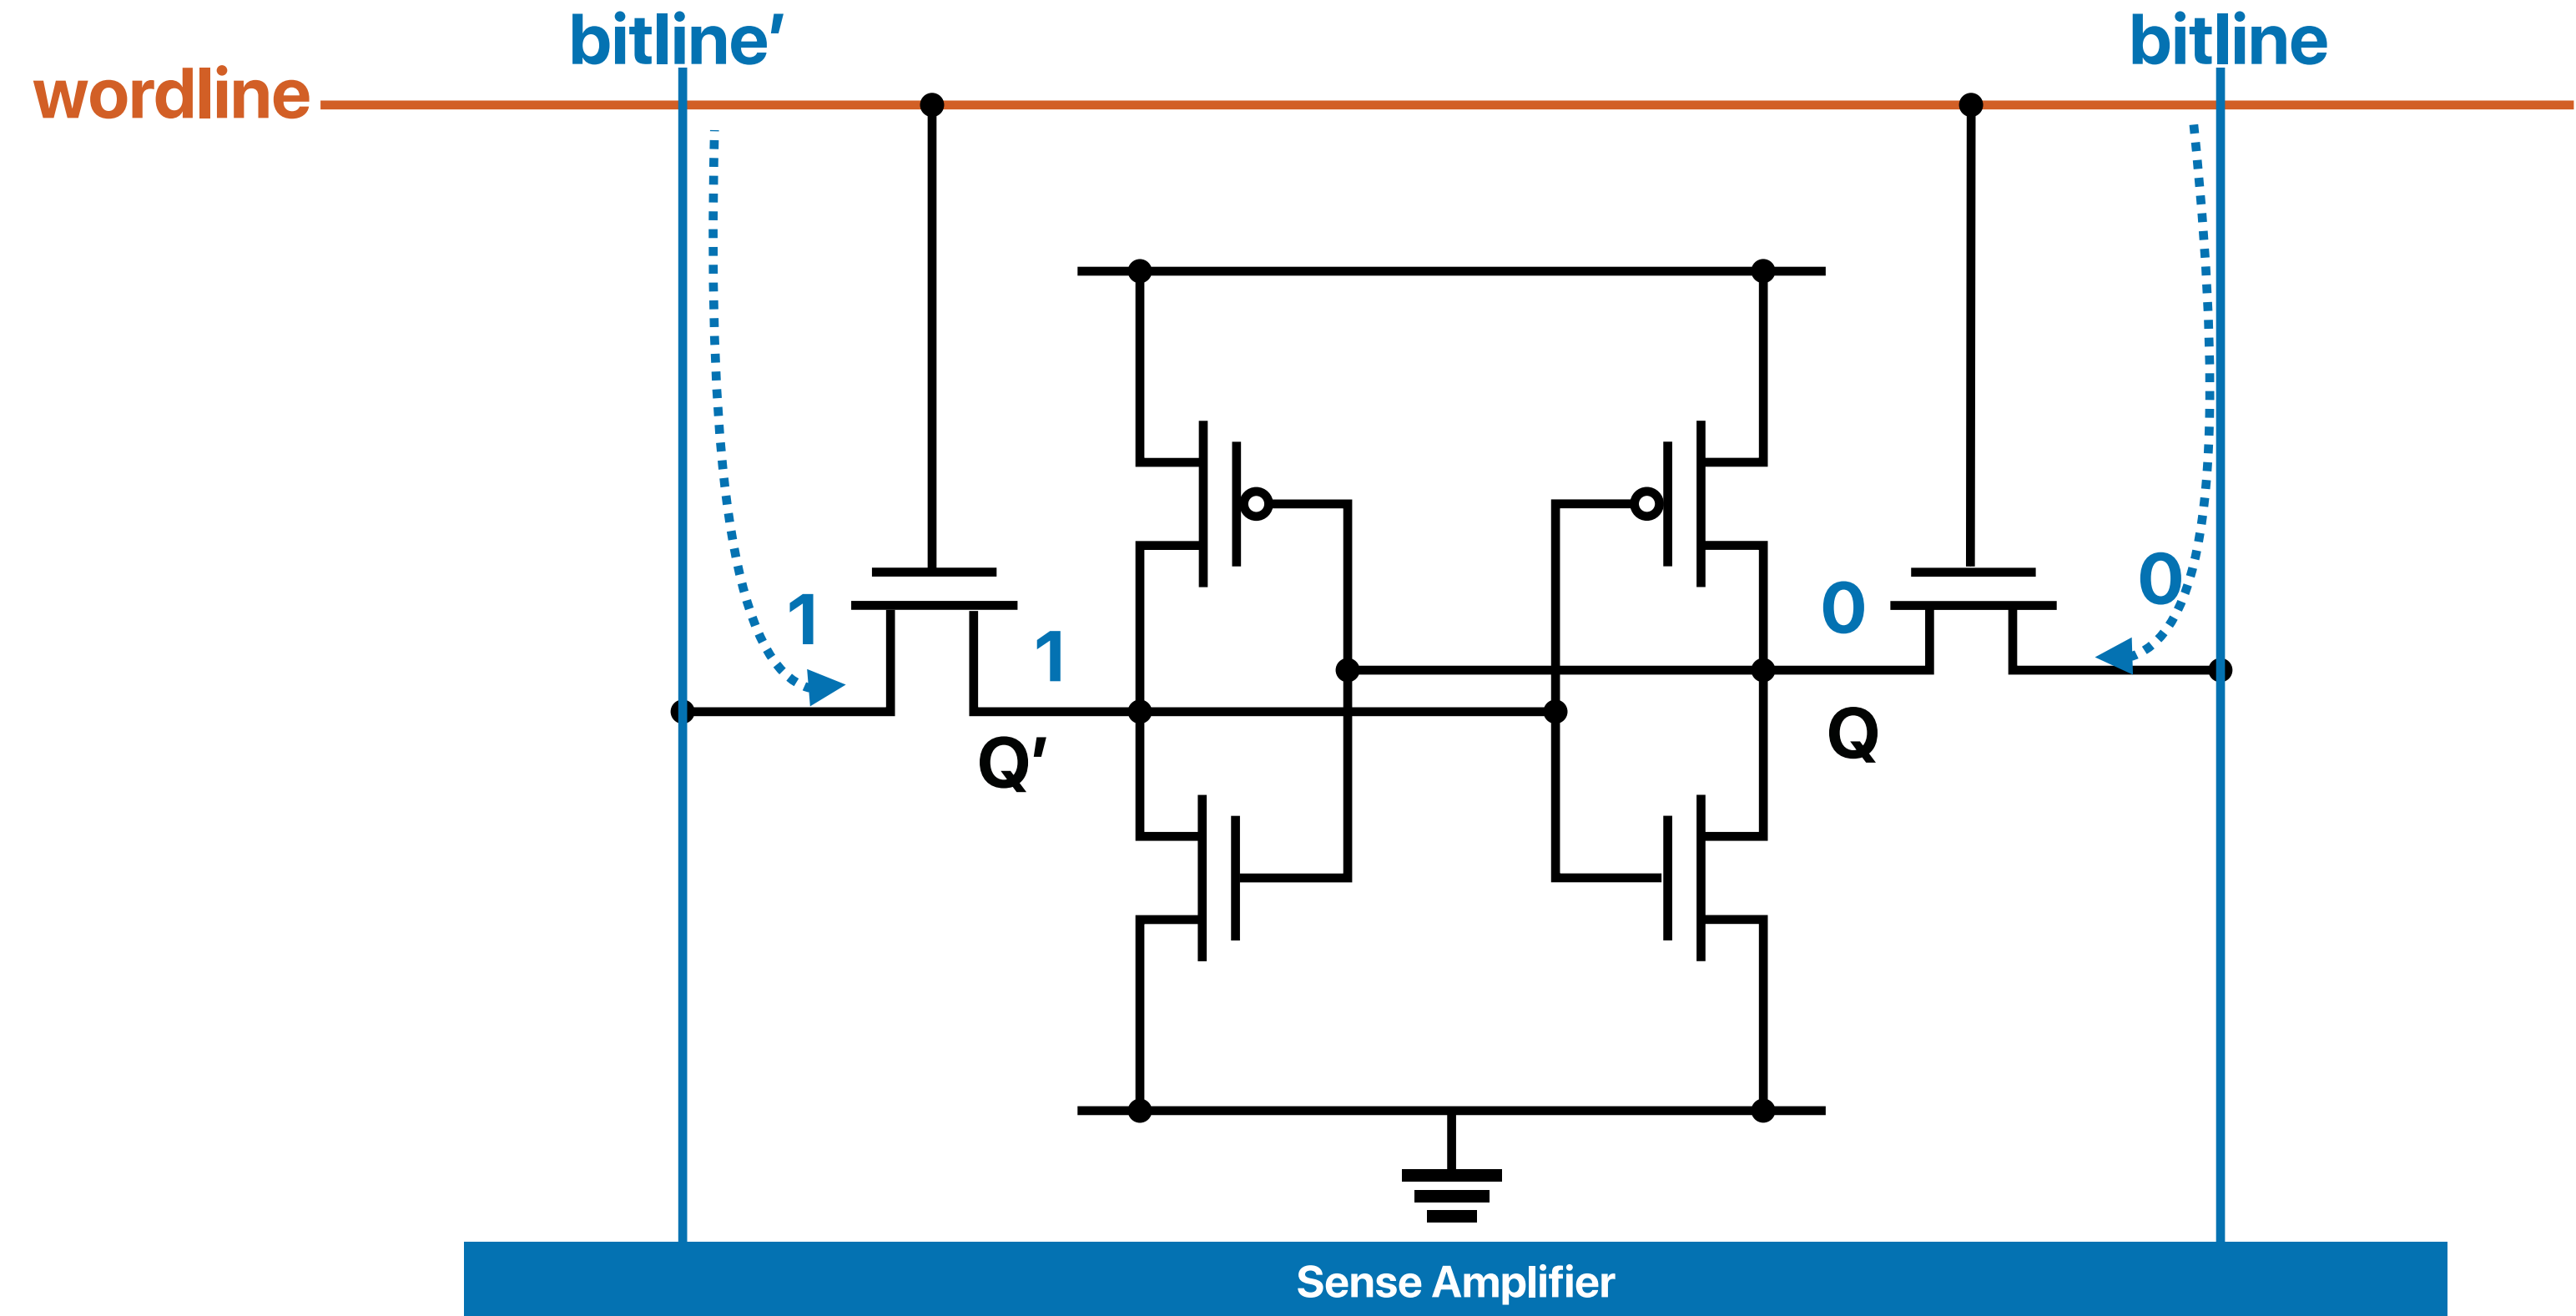 bitline′
bitline
wordline
1
1
0
0
Q′
Q
Sense Amplifier